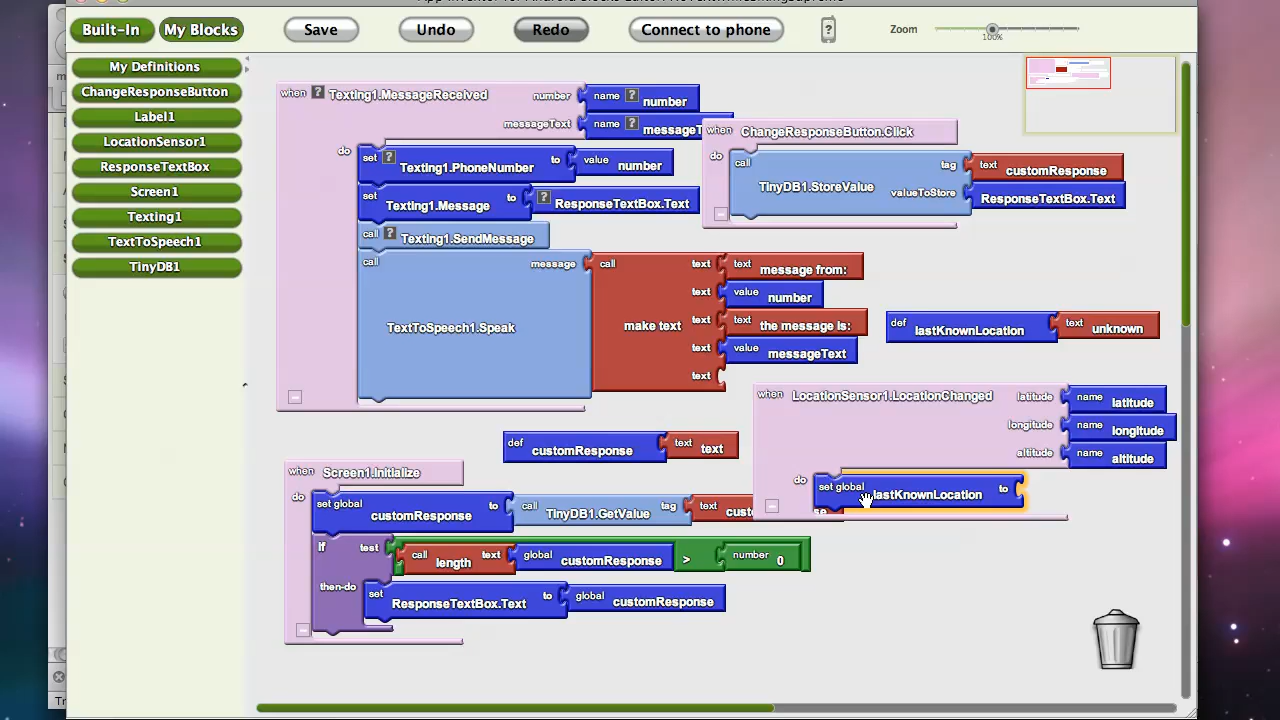 Built-In
My Blocks
Save
Undo
Redo
Connect to phone
?
Zoom
100%
My Definitions
ChangeResponseButton
Label1
LocationSensor1
ResponseTextBox
Screen1
Texting1
TextToSpeech1
TinyDB1
when ? Texting1.MessageReceived number name ? number
messageText name ? messageT
do set ? Texting1.PhoneNumber to value number
set Texting1.Message to ? ResponseTextBox.Text
call ? Texting1.SendMessage
call TextToSpeech1.Speak message call make text
text text message from:
text value number
text text the message is:
text value messageText
text
when ChangeResponseButton.Click
do call TinyDB1.StoreValue tag text customResponse
valueToStore ResponseTextBox.Text
def lastKnownLocation text unknown
when LocationSensor1.LocationChanged latitude name latitude
longitude name longitude
altitude name altitude
do set global lastKnownLocation to
def customResponse text text
when Screen1.Initialize
do set global customResponse to call TinyDB1.GetValue tag text
if test call length text global customResponse > number 0
then-do set ResponseTextBox.Text to global customResponse